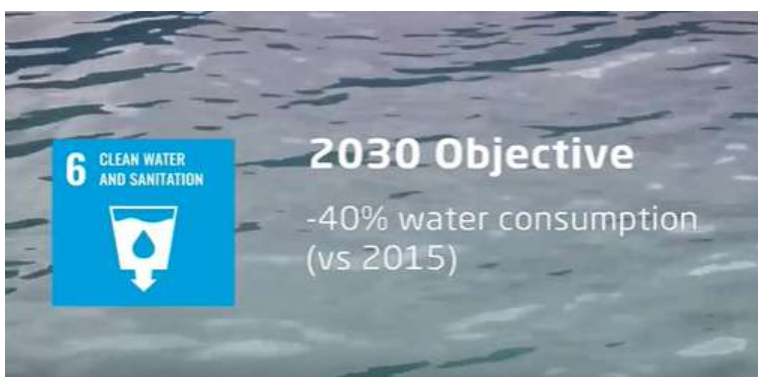 6 CLEAN WATER
AND SANITATION
2030 Objective
-40% water consumption
(vs 2015)